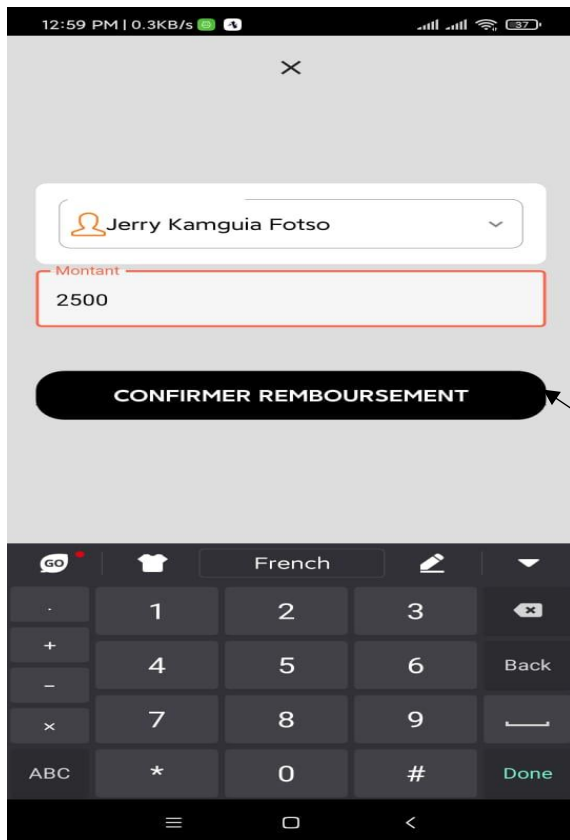 12:59 PM | 0.3KB/s 37
Jerry Kamguia Fotso
Montant
2500
CONFIRMER REMBOURSEMENT
GO French
. 1 2 3
+
4 5 6 Back
-
× 7 8 9
ABC * 0 # Done